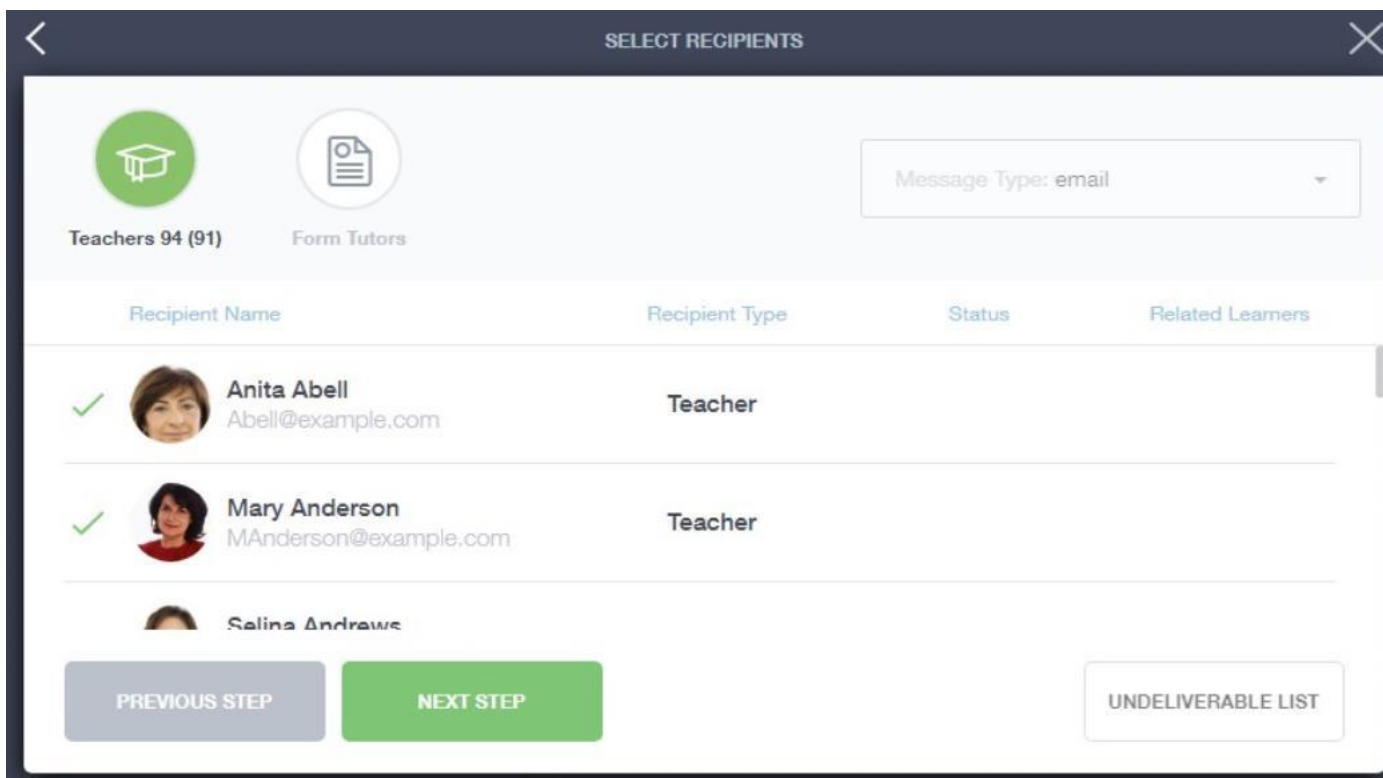 SELECT RECIPIENTS
Teachers 94 (91)
Form Tutors
Message Type: email
Recipient Name Recipient Type Status Related Learners
Anita Abell
Abell@example.com
Teacher
Mary Anderson
MAnderson@example.com
Teacher
Selina Andrews
PREVIOUS STEP
NEXT STEP
UNDELIVERABLE LIST